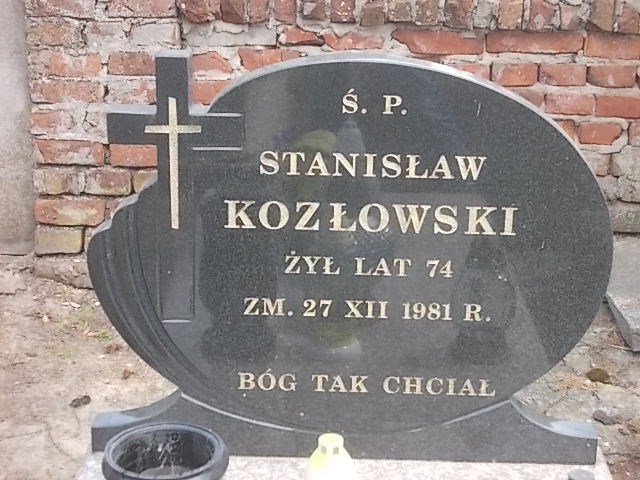 Ś. P.
STANISŁAW
KOZŁOWSKI
ŻYŁ LAT 74
ZM. 27 XII 1981 R.
BÓG TAK CHCIAŁ